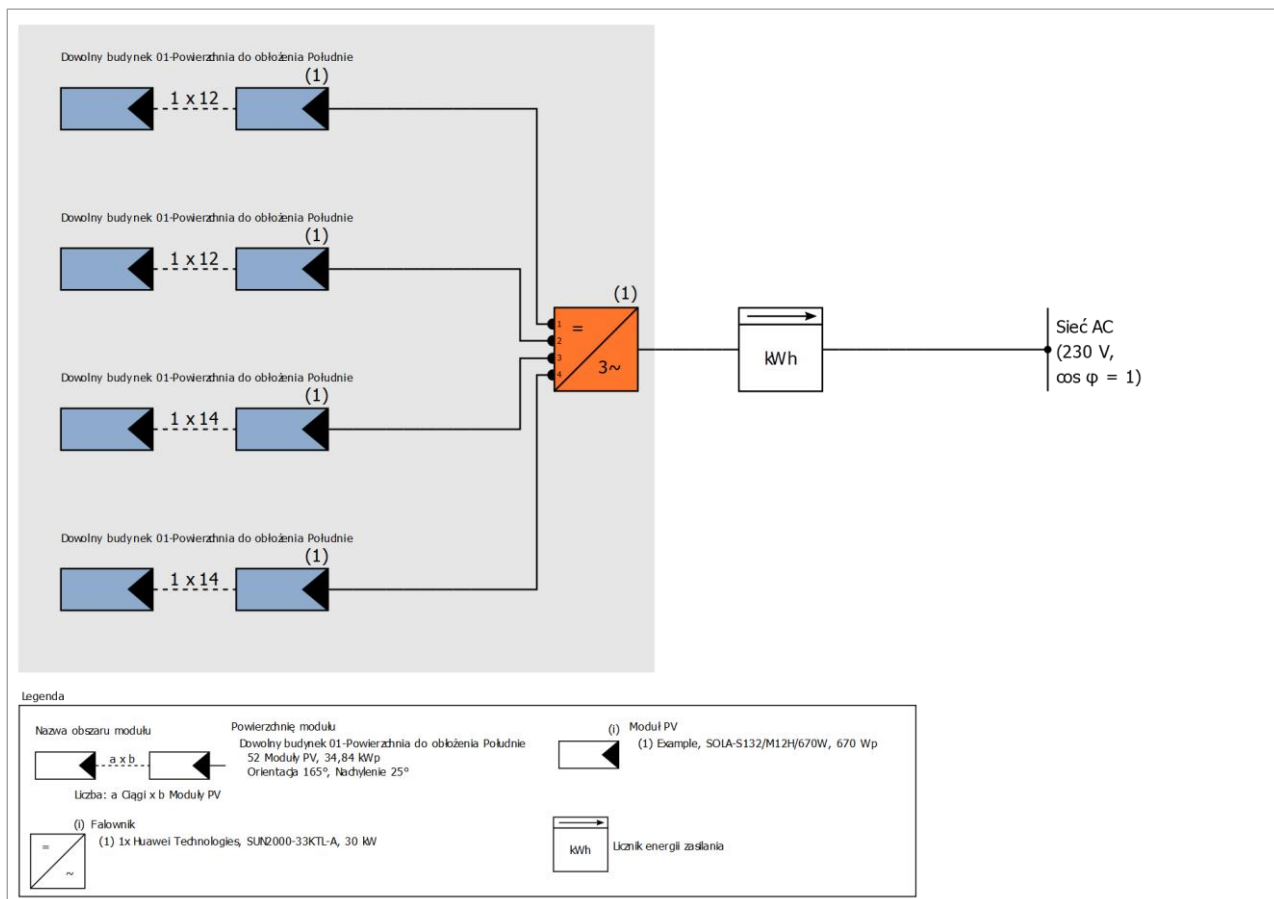 Dowolny budynek 01-Powierzchnia do obłożenia Południe
(1)
1 x 12
Dowolny budynek 01-Powierzchnia do obłożenia Południe
(1)
1 x 12
(1)
1
=
2
3
3~
4
kWh
Sieć AC
(230 V,
cos φ = 1)
Dowolny budynek 01-Powierzchnia do obłożenia Południe
(1)
1 x 14
Dowolny budynek 01-Powierzchnia do obłożenia Południe
(1)
1 x 14
Legenda
Nazwa obszaru modułu
a x b
Liczba: a Ciągi x b Moduły PV
Powierzchnię modułu
Dowolny budynek 01-Powierzchnia do obłożenia Południe
52 Moduły PV, 34,84 kWp
Orientacja 165°, Nachylenie 25°
(i) Moduł PV
(1) Example, SOLA-S132/M12H/670W, 670 Wp
(i) Falownik
(1) 1x Huawei Technologies, SUN2000-33KTL-A, 30 kW
=
~
kWh
Licznik energii zasilania